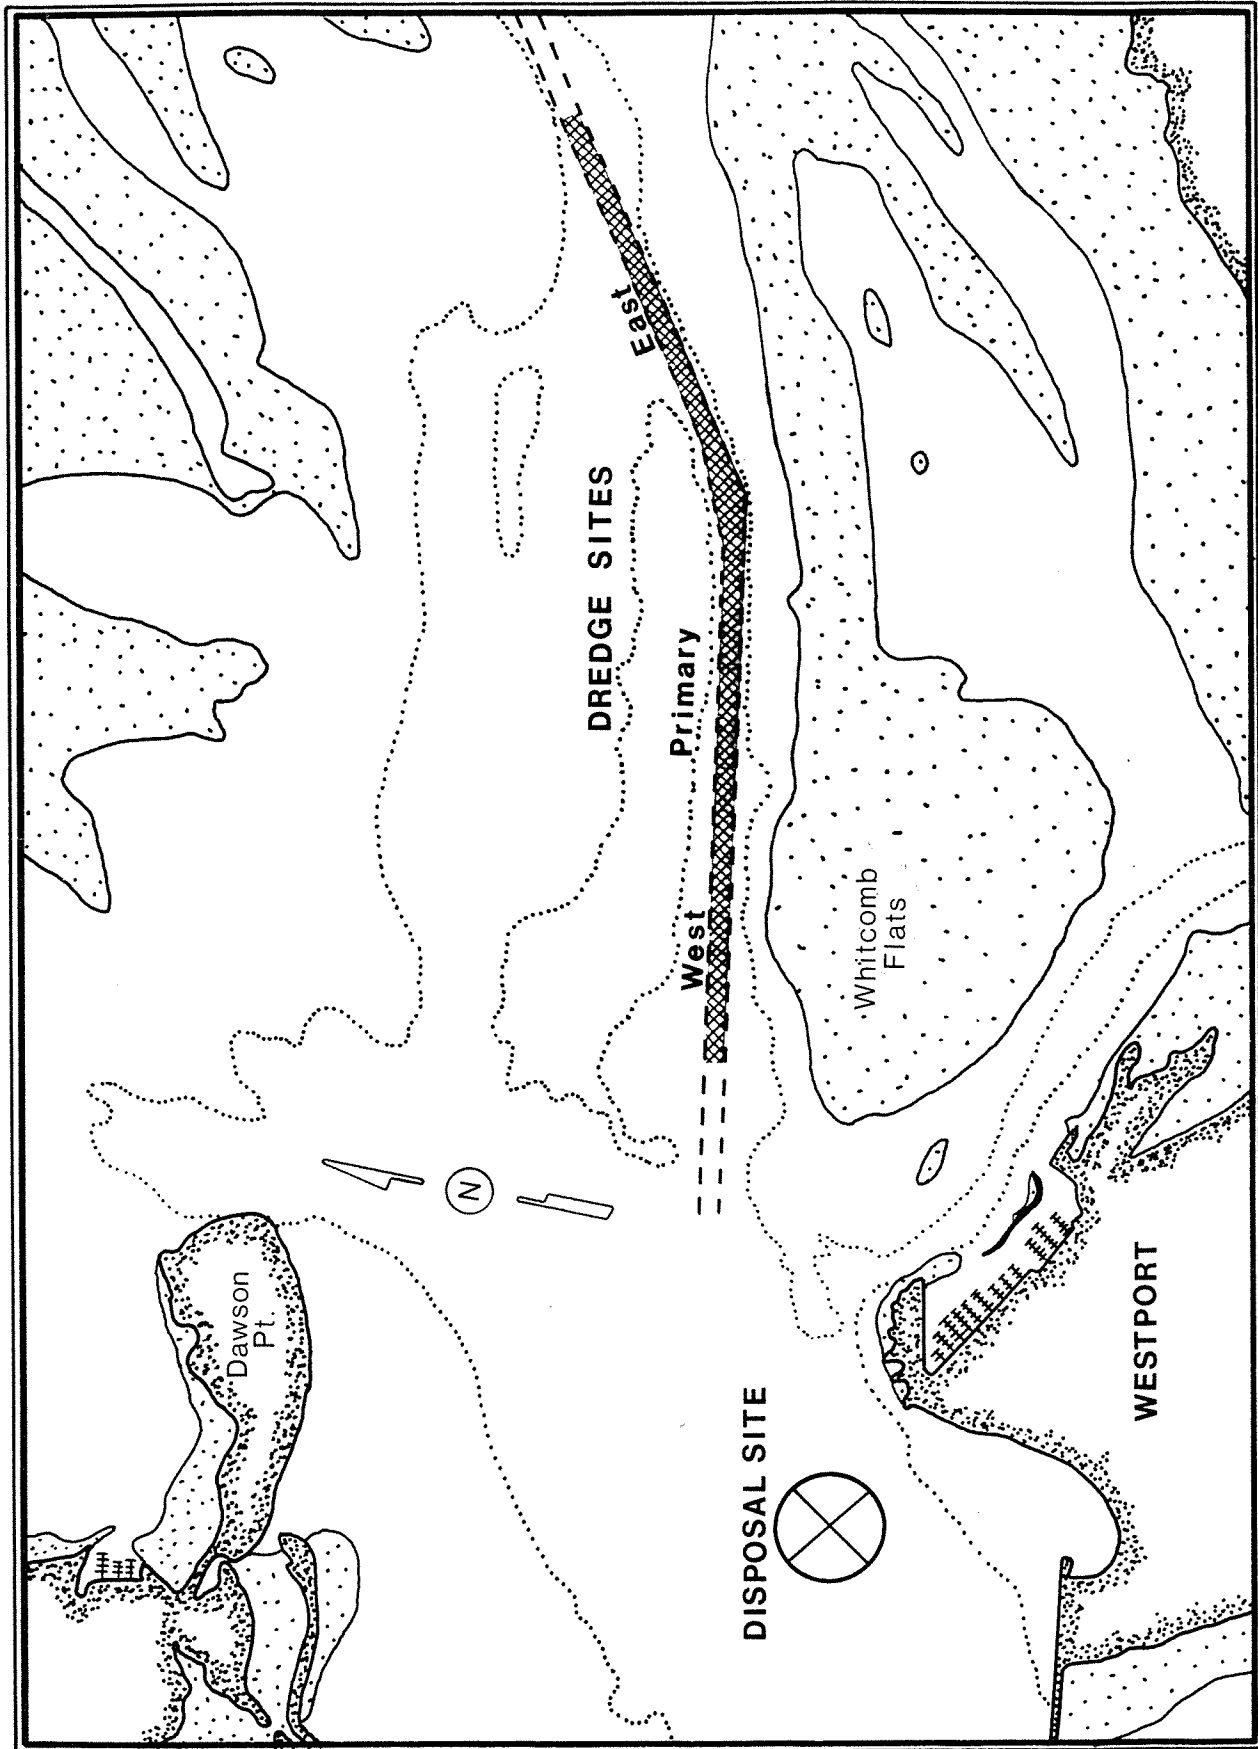 Dawson
Pt.
N
DREDGE SITES
West
Primary
East
DISPOSAL SITE
Whitcomb
Flats
WESTPORT